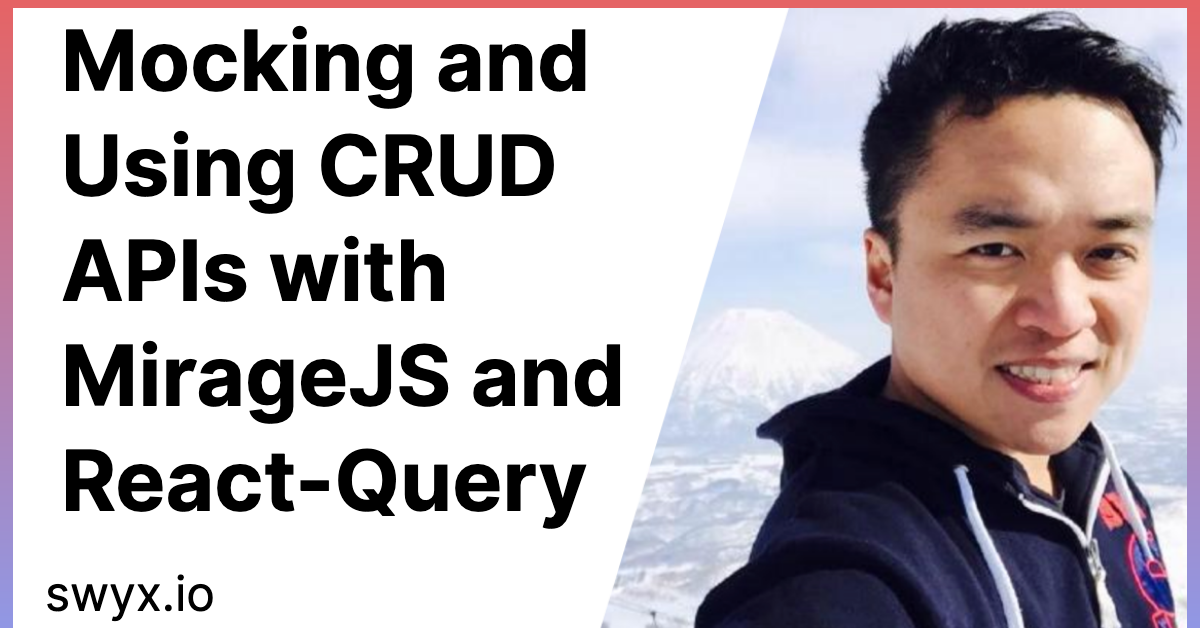 Mocking and
Using CRUD
APIs with
MirageJS and
React-Query
swyx.io